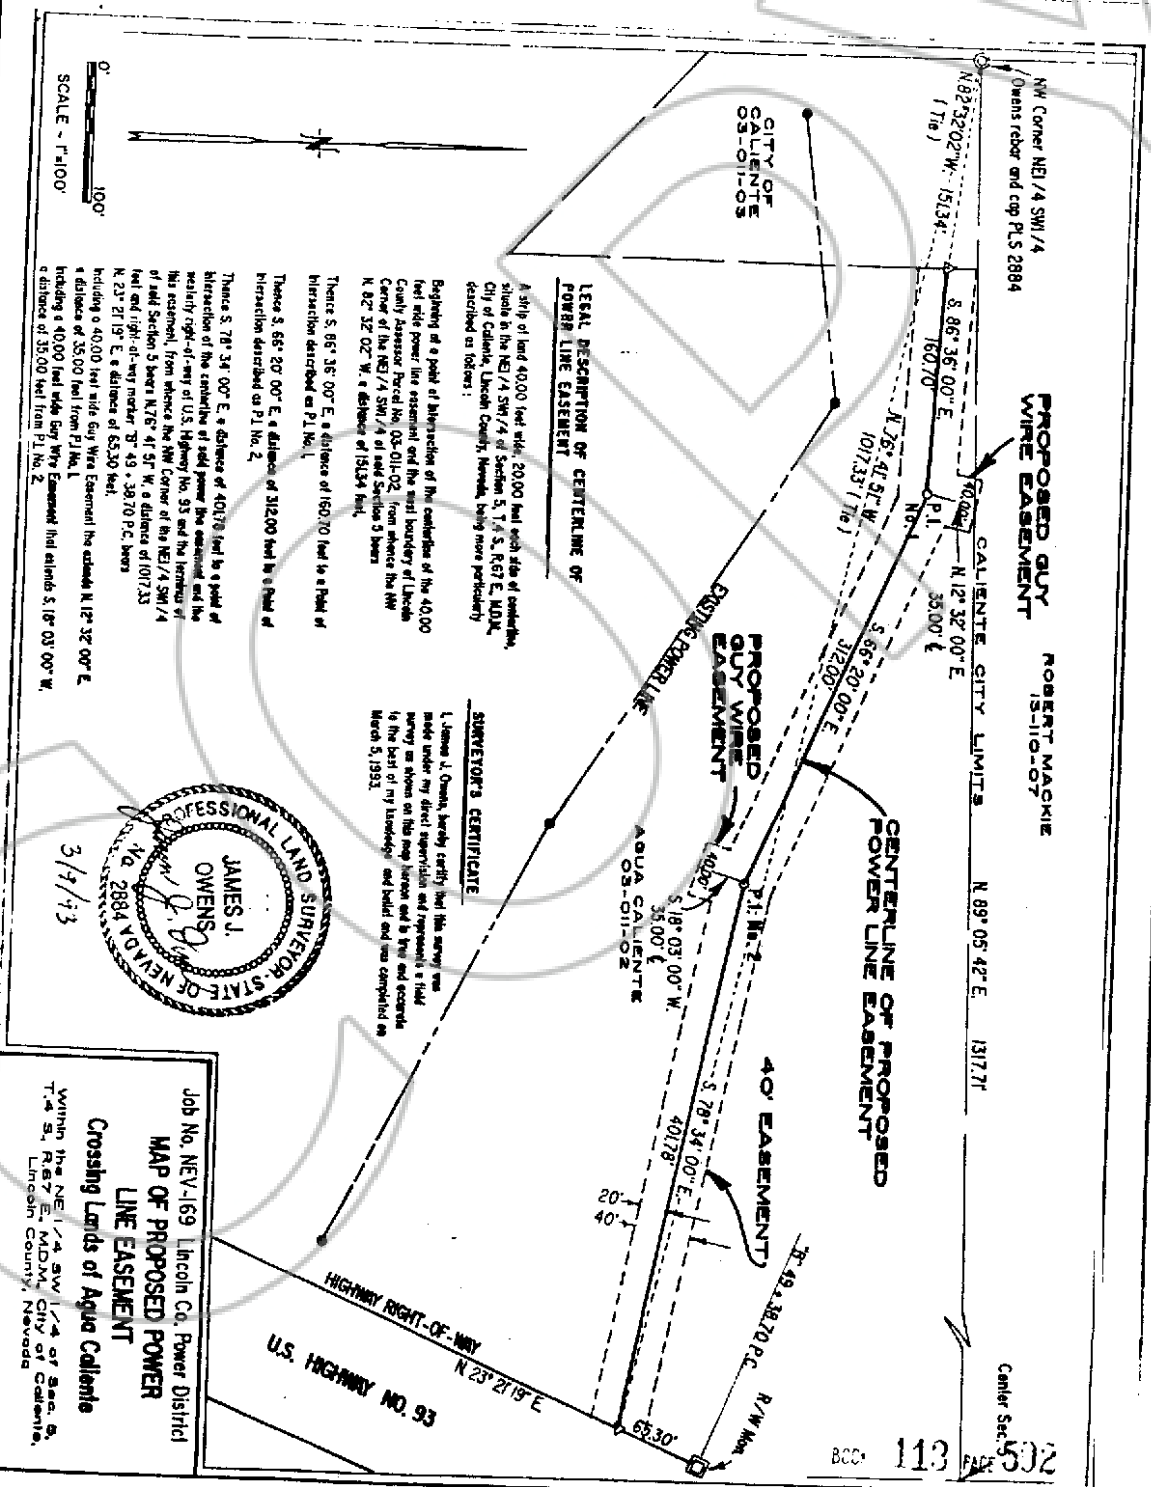 NW Corner NE1/4 SW1/4
Owens rebar and cap PLS 2884
N.82°32'02"W. 151.34'
(Tie)
CITY OF
CALIENTE
03-011-03
0' 100'
SCALE - 1"=100'
PROPOSED GUY
WIRE EASEMENT
ROBERT MACKIE
13-110-07
CALIENTE CITY LIMITS
N 89° 05' 42" E. 1317.71'
S. 86° 36' 00" E.
160.70'
40.00'
P.I.
No. 1
N. 12° 32' 00" E.
35.00' ℄
N. 76° 41' 51" W.
1017.33' (Tie)
S. 66° 20' 00" E.
312.00'
CENTERLINE OF PROPOSED
POWER LINE EASEMENT
PROPOSED
GUY WIRE
EASEMENT
EXISTING POWER LINE
40.00'
P.I. No. 2
S. 18° 03' 00" W.
35.00' ℄
AGUA CALIENTE
03-011-02
40' EASEMENT
S. 78° 34' 00" E.
401.78'
20'
40'
"B" 49 + 38.70 P.C. R/W Mon.
Center Sec. 5
65.30'
HIGHWAY RIGHT-OF-WAY
N. 23° 21' 19" E.
U.S. HIGHWAY NO. 93
LEGAL DESCRIPTION OF CENTERLINE OF
POWER LINE EASEMENT
A strip of land 40.00 feet wide, 20.00 feet each side of centerline,
situate in the NE1/4 SW1/4 of Section 5, T.4 S., R.67 E., M.D.M.,
City of Caliente, Lincoln County, Nevada, being more particularly
described as follows:
Beginning at a point of intersection of the centerline of the 40.00
feet wide power line easement and the west boundary of Lincoln
County Assessor Parcel No. 03-011-02, from whence the NW
Corner of the NE1/4 SW1/4 of said Section 5 bears
N. 82° 32' 02" W. a distance of 151.34 feet,
Thence S. 86° 36' 00" E. a distance of 160.70 feet to a Point of
Intersection described as P.I. No. 1,
Thence S. 66° 20' 00" E. a distance of 312.00 feet to a Point of
Intersection described as P.I. No. 2,
Thence S. 78° 34' 00" E. a distance of 401.78 feet to a point of
intersection of the centerline of said power line easement and the
westerly right-of-way of U.S. Highway No. 93 and the terminus of
this easement, from whence the NW Corner of the NE1/4 SW1/4
of said Section 5 bears N.76° 41' 51" W. a distance of 1017.33
feet and right-of-way marker "B" 49 + 38.70 P.C. bears
N. 23° 21' 19" E. a distance of 65.30 feet.
Including a 40.00 feet wide Guy Wire Easement the extends N. 12° 32' 00" E.
a distance of 35.00 feet from P.I. No. 1.
Including a 40.00 feet wide Guy Wire Easement that extends S. 18° 03' 00" W.
a distance of 35.00 feet from P.I. No. 2.
SURVEYOR'S CERTIFICATE
I, James J. Owens, hereby certify that this survey was
made under my direct supervision and represents a field
survey as shown on this map hereon and is true and accurate
to the best of my knowledge and belief and was completed on
March 5, 1993.
PROFESSIONAL LAND SURVEYOR - STATE OF NEVADA
JAMES J.
OWENS
No. 2884
3/9/93
Job No. NEV-169 Lincoln Co. Power District
MAP OF PROPOSED POWER
LINE EASEMENT
Crossing Lands of Agua Caliente
Within the NE 1/4 SW 1/4 of Sec. 5,
T.4 S., R.67 E., M.D.M., City of Caliente,
Lincoln County, Nevada
BOOK 113 PAGE 502